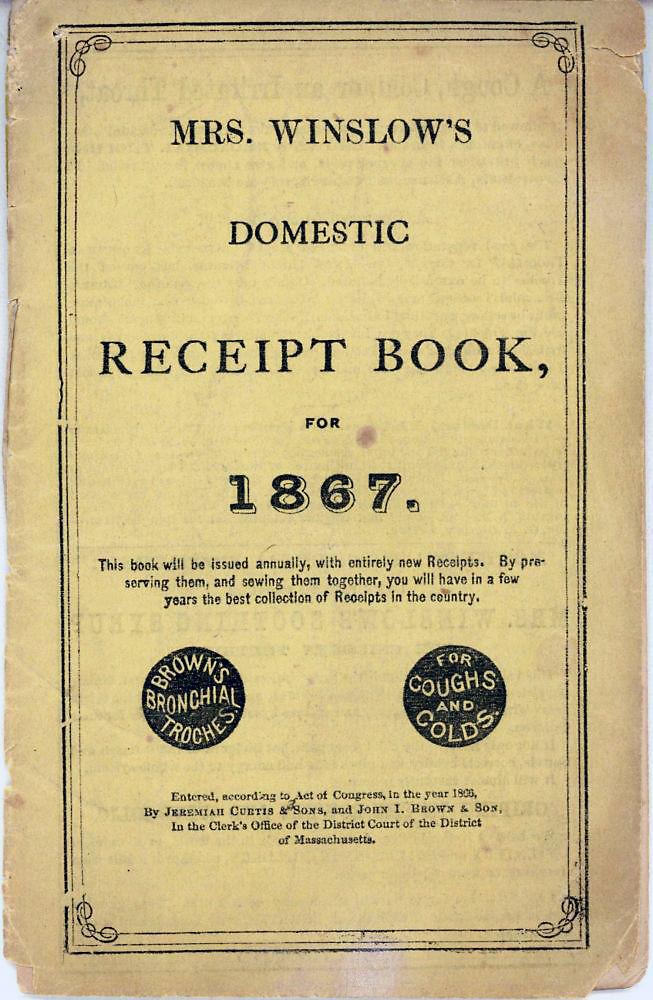 MRS. WINSLOW'S
DOMESTIC
RECEIPT BOOK,
FOR
1867.
This book will be issued annually, with entirely new Receipts. By pre-
serving them, and sewing them together, you will have in a few
years the best collection of Receipts in the country.
BROWN'S
BRONCHIAL
TROCHES.
FOR
COUGHS
AND
COLDS.
Entered, according to Act of Congress, in the year 1866,
By JEREMIAH CURTIS & SONS, and JOHN I. BROWN & SON,
In the Clerk's Office of the District Court of the District
of Massachusetts.